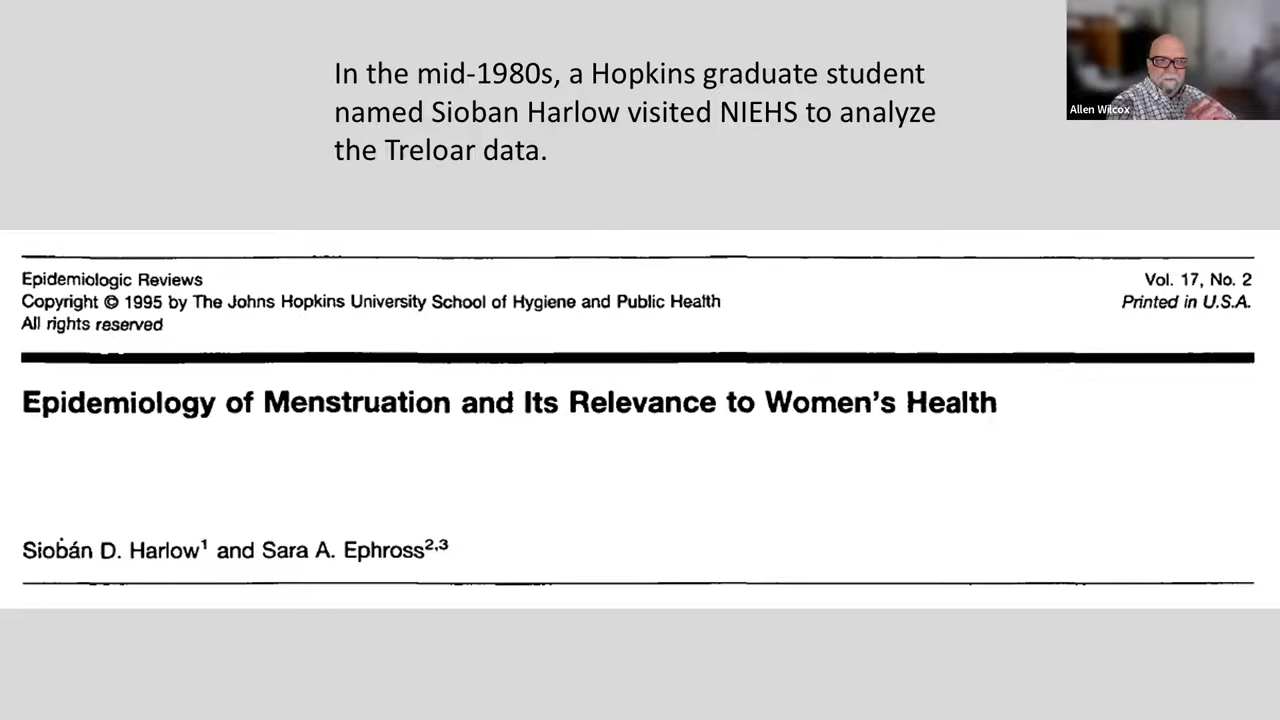 In the mid-1980s, a Hopkins graduate student
named Sioban Harlow visited NIEHS to analyze
the Treloar data.
Allen Wilcox
Epidemiologic Reviews
Vol. 17, No. 2
Copyright © 1995 by The Johns Hopkins University School of Hygiene and Public Health
Printed in U.S.A.
All rights reserved
Epidemiology of Menstruation and Its Relevance to Women's Health
Sioḃán D. Harlow¹ and Sara A. Ephross²,³